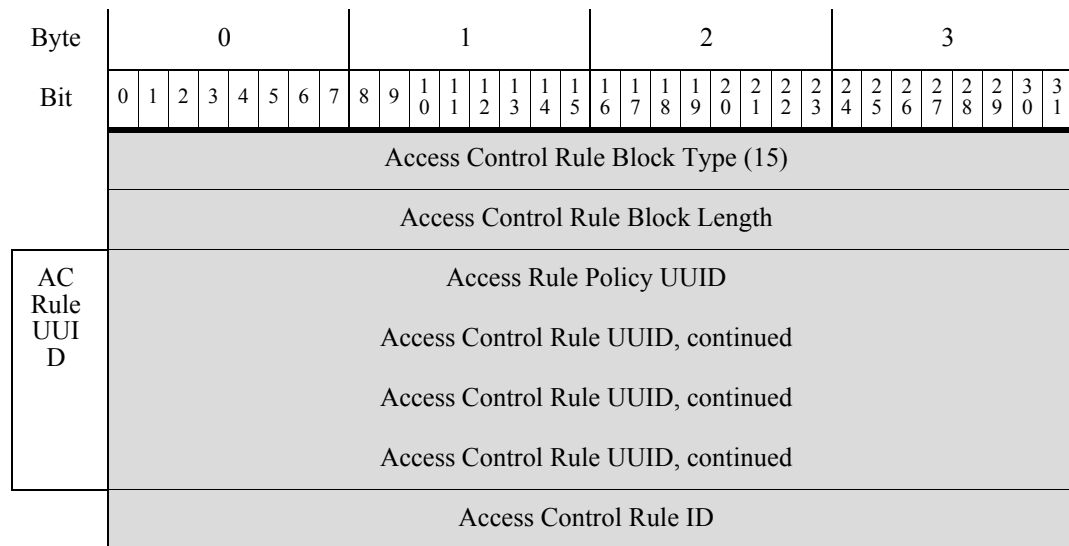 Byte 0 1 2 3
Bit 0 1 2 3 4 5 6 7 8 9 10 11 12 13 14 15 16 17 18 19 20 21 22 23 24 25 26 27 28 29 30 31
Access Control Rule Block Type (15)
Access Control Rule Block Length
AC
Rule
UUI
D
Access Rule Policy UUID
Access Control Rule UUID, continued
Access Control Rule UUID, continued
Access Control Rule UUID, continued
Access Control Rule ID